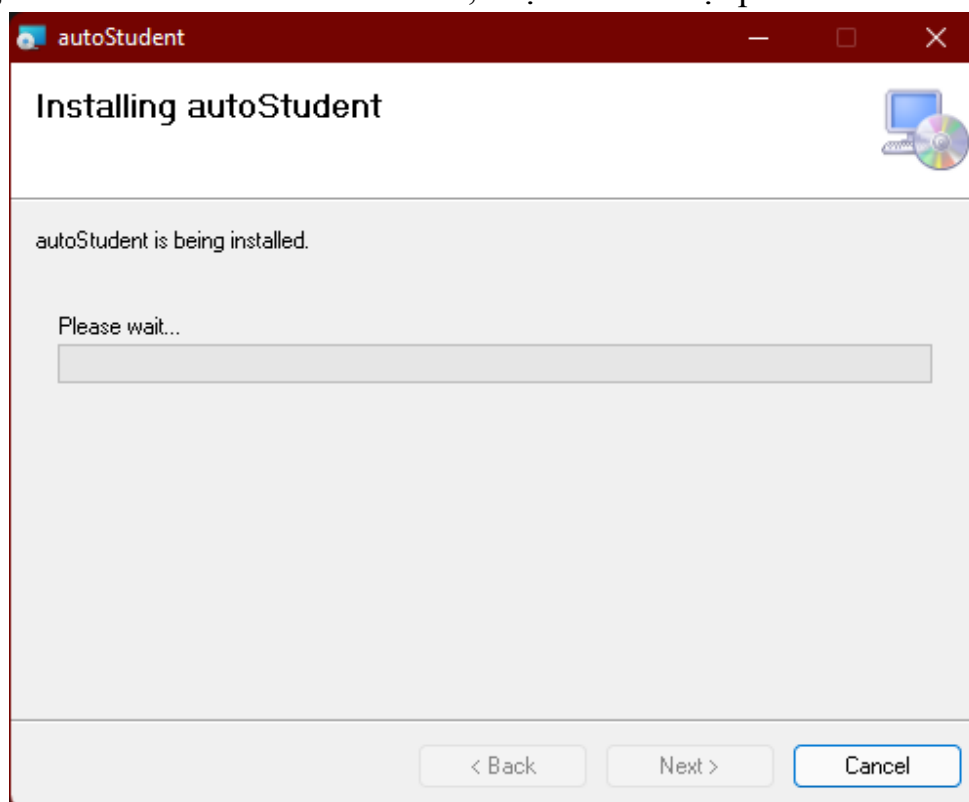 autoStudent
Installing autoStudent
autoStudent is being installed.
Please wait...
< Back
Next >
Cancel